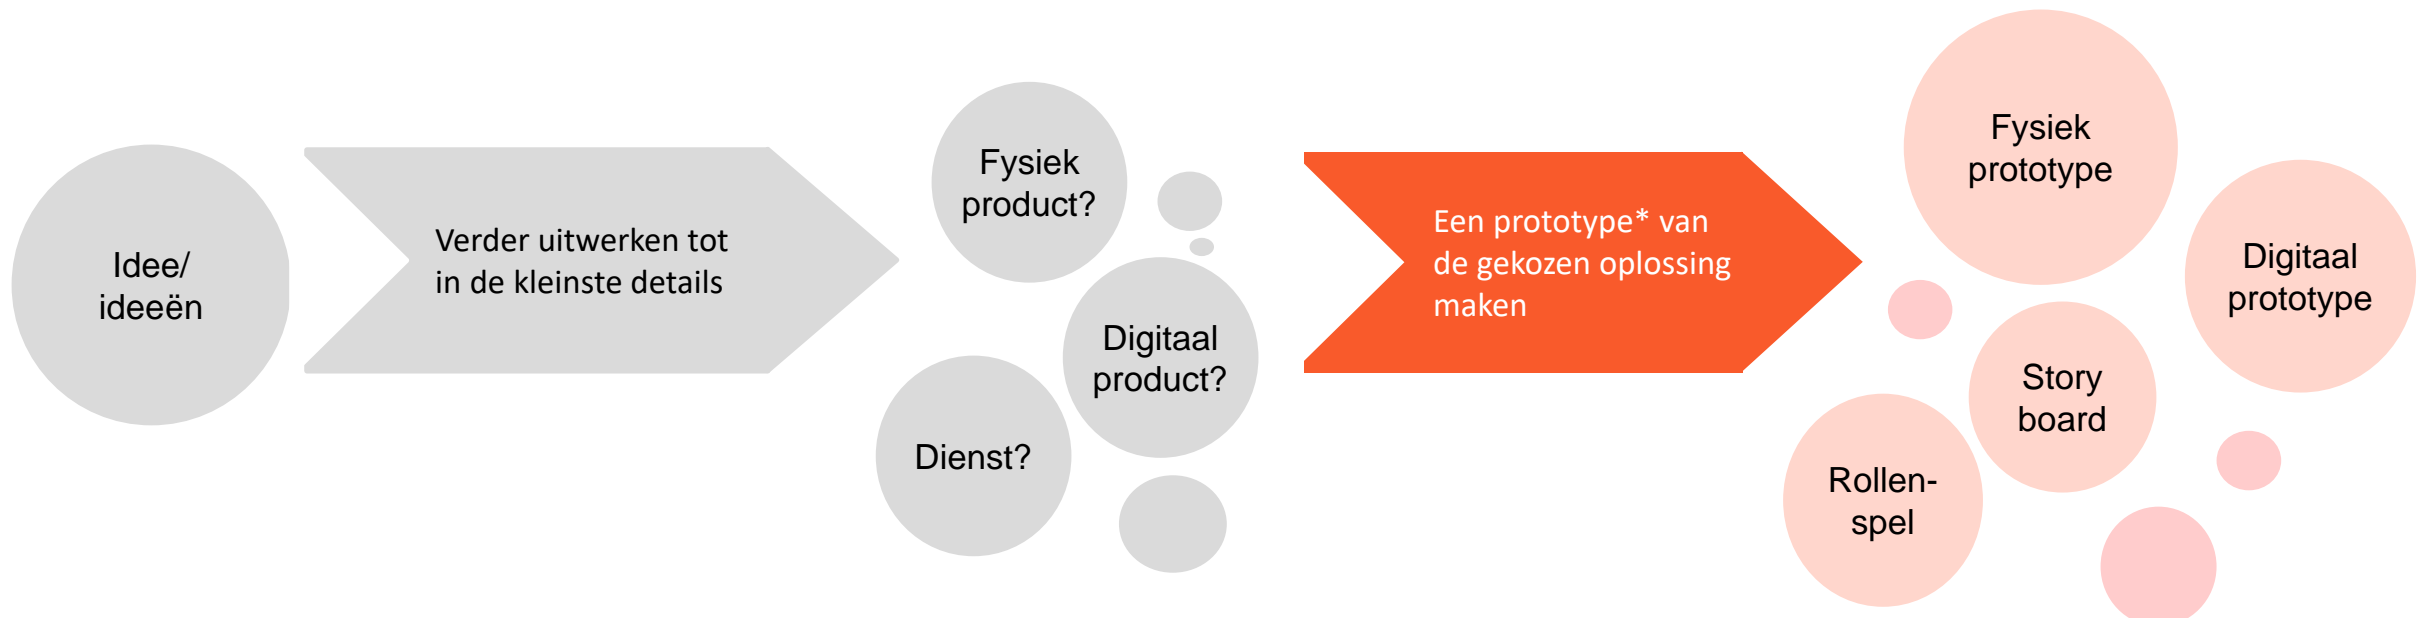 Idee/
ideeën
Verder uitwerken tot
in de kleinste details
Fysiek
product?
Digitaal
product?
Dienst?
Een prototype* van
de gekozen oplossing
maken
Fysiek
prototype
Digitaal
prototype
Story
board
Rollen-
spel